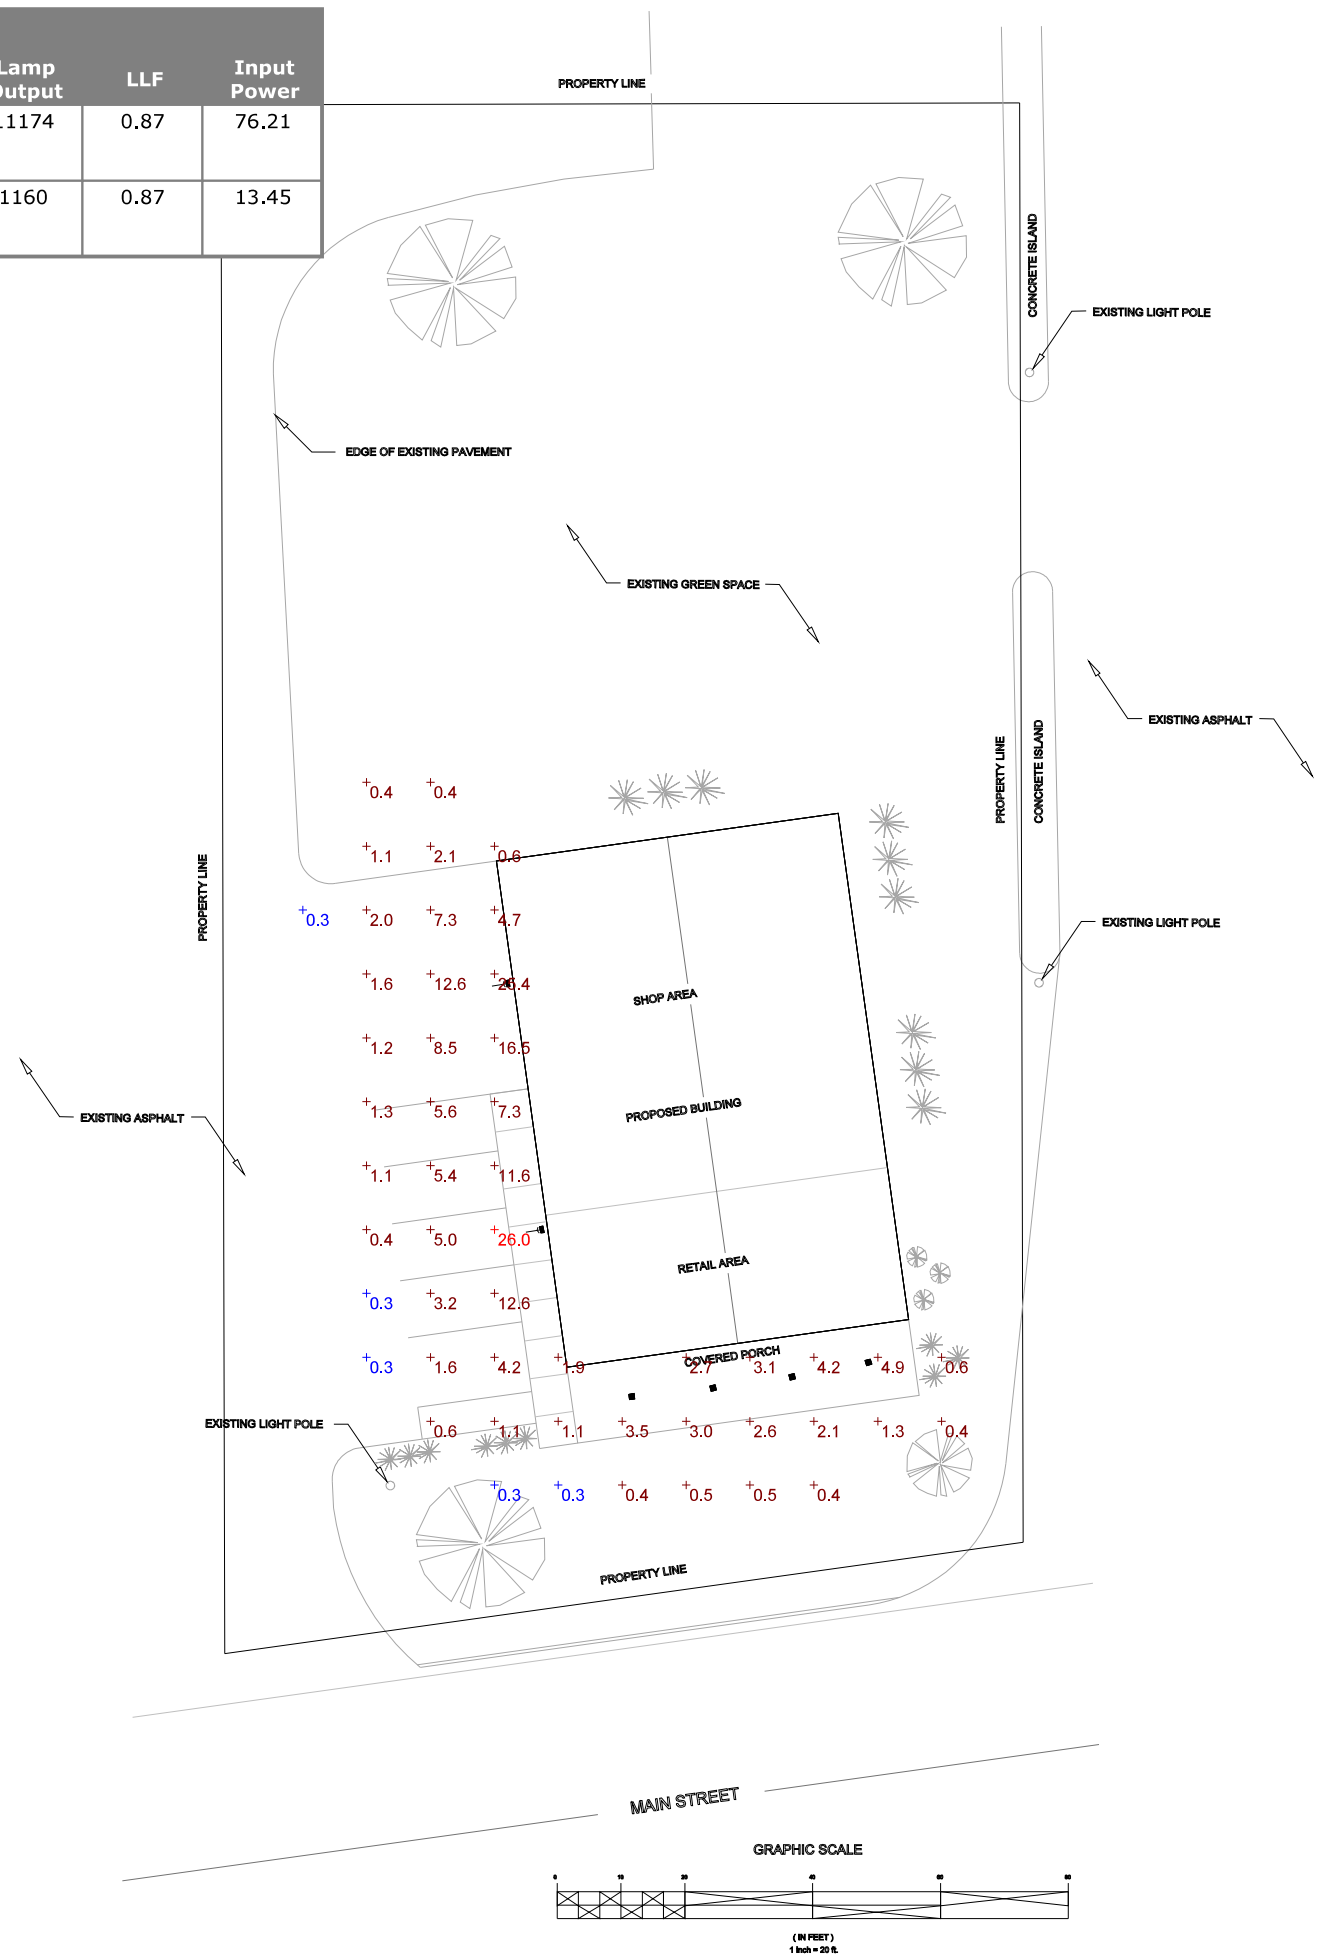 Lamp
Output
LLF
Input
Power
11174
0.87
76.21
1160
0.87
13.45
PROPERTY LINE
CONCRETE ISLAND
EXISTING LIGHT POLE
EDGE OF EXISTING PAVEMENT
EXISTING GREEN SPACE
EXISTING ASPHALT
PROPERTY LINE
CONCRETE ISLAND
PROPERTY LINE
EXISTING LIGHT POLE
0.4 0.4
1.1 2.1 0.6
0.3 2.0 7.3 4.7
1.6 12.6 25.4
SHOP AREA
1.2 8.5 16.5
1.3 5.6 7.3
PROPOSED BUILDING
EXISTING ASPHALT
1.1 5.4 11.6
0.4 5.0 26.0
RETAIL AREA
0.3 3.2 12.6
COVERED PORCH
0.3 1.6 4.2 1.9 2.7 3.1 4.2 4.9 0.6
EXISTING LIGHT POLE
0.6 1.1 1.1 3.5 3.0 2.6 2.1 1.3 0.4
0.3 0.3 0.4 0.5 0.5 0.4
PROPERTY LINE
MAIN STREET
GRAPHIC SCALE
0 10 20 40 60 80
( IN FEET )
1 inch = 20 ft.